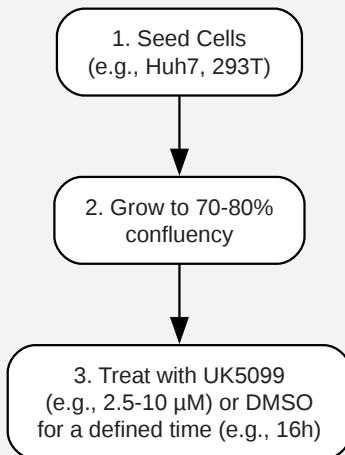 1. Seed Cells
(e.g., Huh7, 293T)
2. Grow to 70-80%
confluency
3. Treat with UK5099
(e.g., 2.5-10 µM) or DMSO
for a defined time (e.g., 16h)